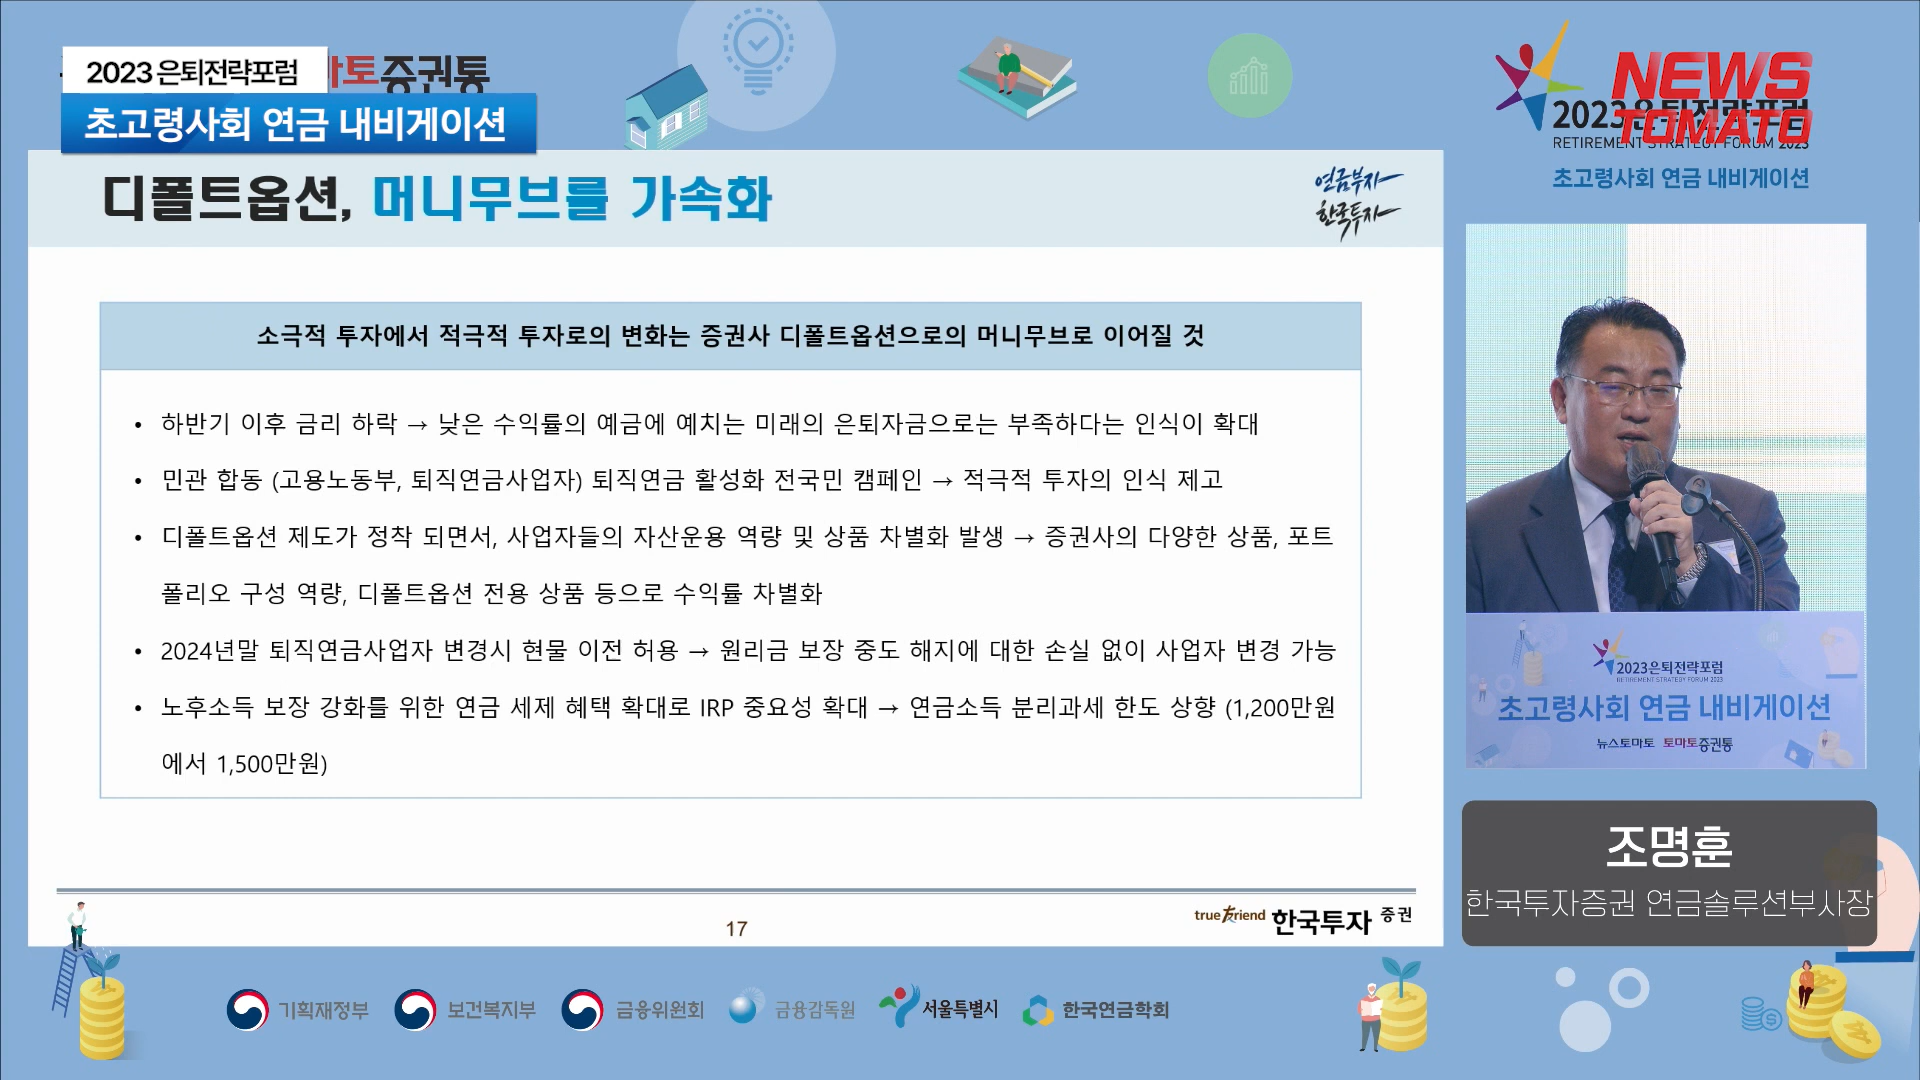 2023 은퇴전략포럼
토증권통
초고령사회 연금 내비게이션
NEWS
TOMATO
2023은퇴전략포럼
RETIREMENT STRATEGY FORUM 2023
초고령사회 연금 내비게이션
디폴트옵션, 머니무브를 가속화
연금부자
한국투자
소극적 투자에서 적극적 투자로의 변화는 증권사 디폴트옵션으로의 머니무브로 이어질 것
• 하반기 이후 금리 하락 → 낮은 수익률의 예금에 예치는 미래의 은퇴자금으로는 부족하다는 인식이 확대
• 민관 합동 (고용노동부, 퇴직연금사업자) 퇴직연금 활성화 전국민 캠페인 → 적극적 투자의 인식 제고
• 디폴트옵션 제도가 정착 되면서, 사업자들의 자산운용 역량 및 상품 차별화 발생 → 증권사의 다양한 상품, 포트
폴리오 구성 역량, 디폴트옵션 전용 상품 등으로 수익률 차별화
• 2024년말 퇴직연금사업자 변경시 현물 이전 허용 → 원리금 보장 중도 해지에 대한 손실 없이 사업자 변경 가능
• 노후소득 보장 강화를 위한 연금 세제 혜택 확대로 IRP 중요성 확대 → 연금소득 분리과세 한도 상향 (1,200만원
에서 1,500만원)
17
true friend 한국투자 증권
2023은퇴전략포럼
RETIREMENT STRATEGY FORUM 2023
초고령사회 연금 내비게이션
뉴스토마토 토마토증권통
조명훈
한국투자증권 연금솔루션부사장
기획재정부 보건복지부 금융위원회 금융감독원 서울특별시 한국연금학회